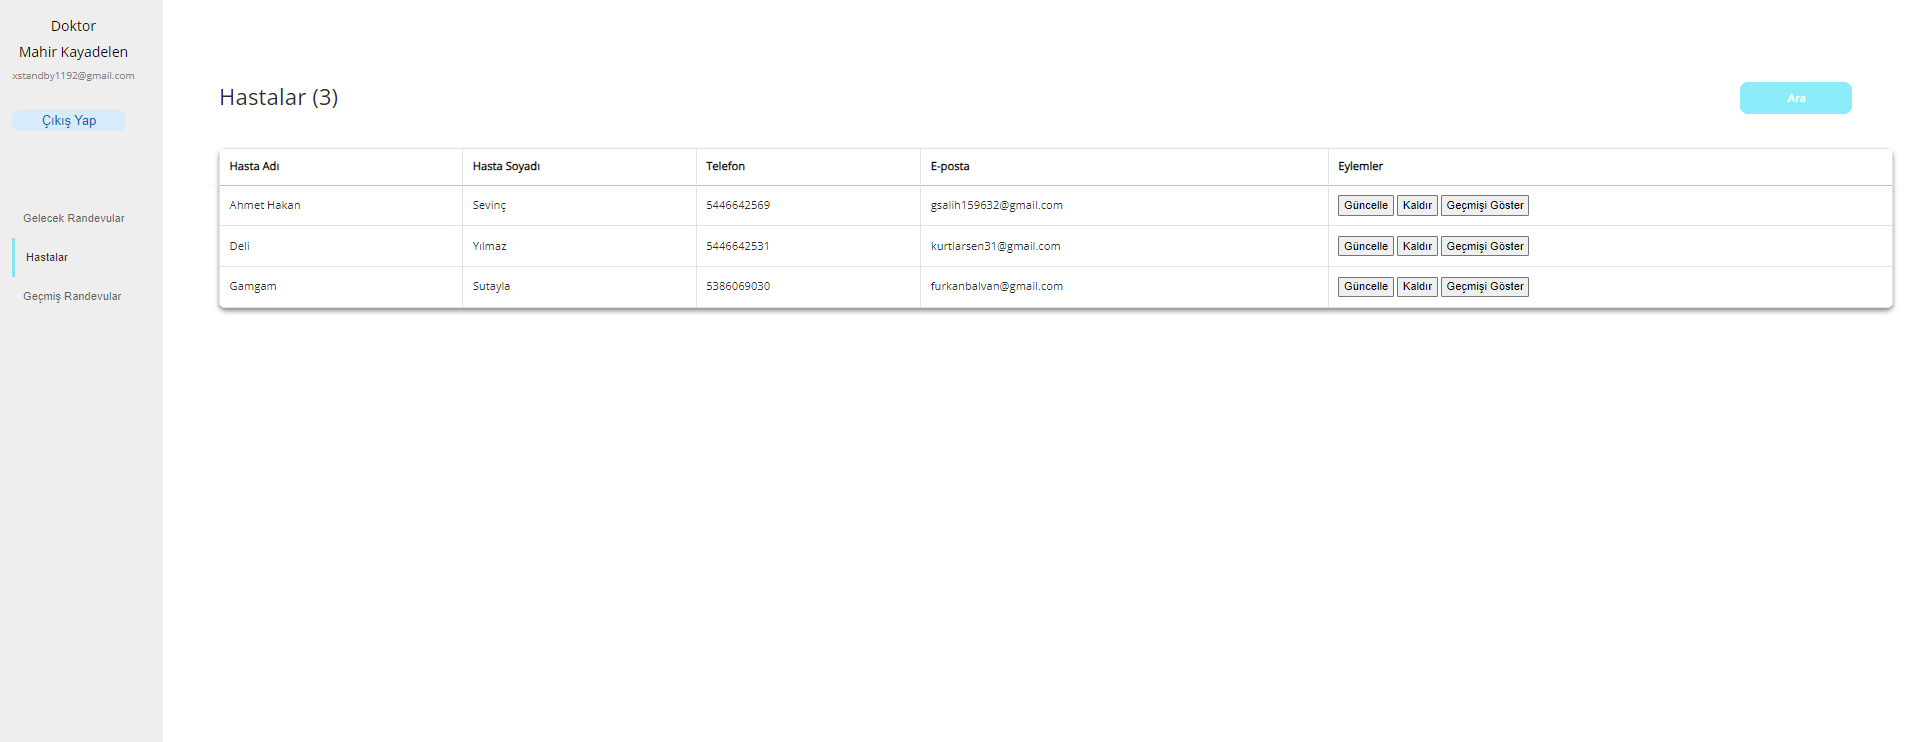 Doktor
Mahir Kayadelen
xstandby1192@gmail.com
Çıkış Yap
Gelecek Randevular
Hastalar
Geçmiş Randevular
Hastalar (3)
Ara
Hasta Adı Hasta Soyadı Telefon E-posta Eylemler
Ahmet Hakan Sevinç 5446642569 gsalih159632@gmail.com Güncelle Kaldır Geçmişi Göster
Deli Yılmaz 5446642531 kurtlarsen31@gmail.com Güncelle Kaldır Geçmişi Göster
Gamgam Sutayla 5386069030 furkanbalvan@gmail.com Güncelle Kaldır Geçmişi Göster